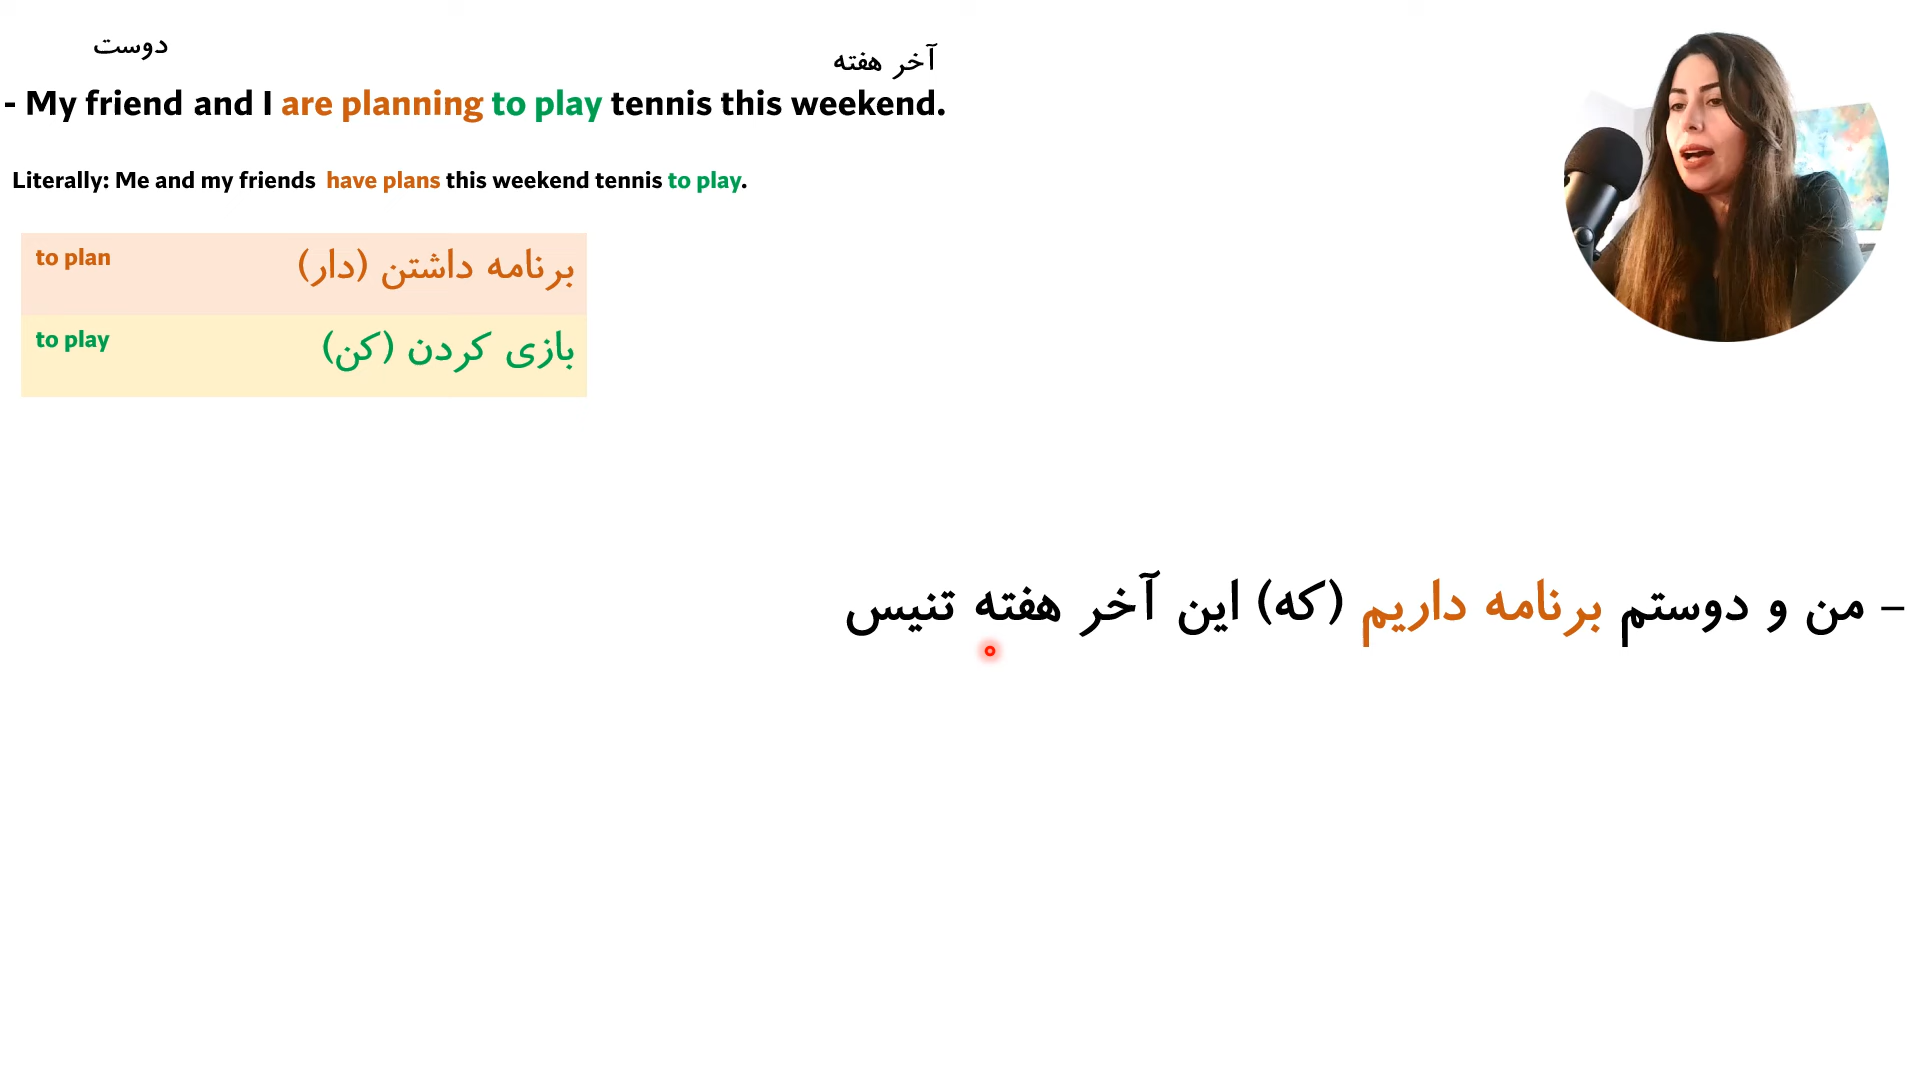 دوست
آخر هفته
- My friend and I are planning to play tennis this weekend.
Literally: Me and my friends have plans this weekend tennis to play.
to plan برنامه داشتن (دار)
to play بازی کردن (کن)
– من و دوستم برنامه داریم (که) این آخر هفته تنیس